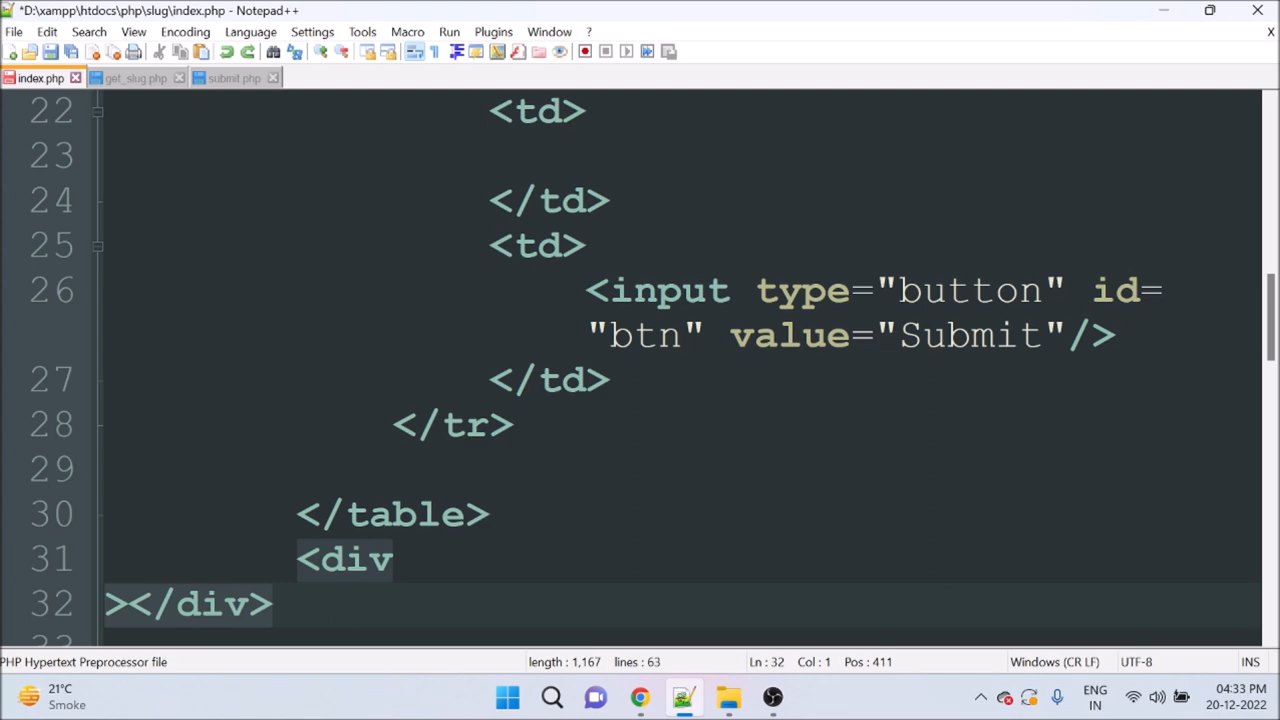 *D:\xampp\htdocs\php\slug\index.php - Notepad++
File Edit Search View Encoding Language Settings Tools Macro Run Plugins Window ? X
index.php get_slug.php submit.php
22 <td>
23
24 </td>
25 <td>
26 <input type="button" id=
"btn" value="Submit"/>
27 </td>
28 </tr>
29
30 </table>
31 <div
32 ></div>
33
PHP Hypertext Preprocessor file length : 1,167 lines : 63 Ln : 32 Col : 1 Pos : 411 Windows (CR LF) UTF-8 INS
21°C
Smoke
ENG
IN
04:33 PM
20-12-2022